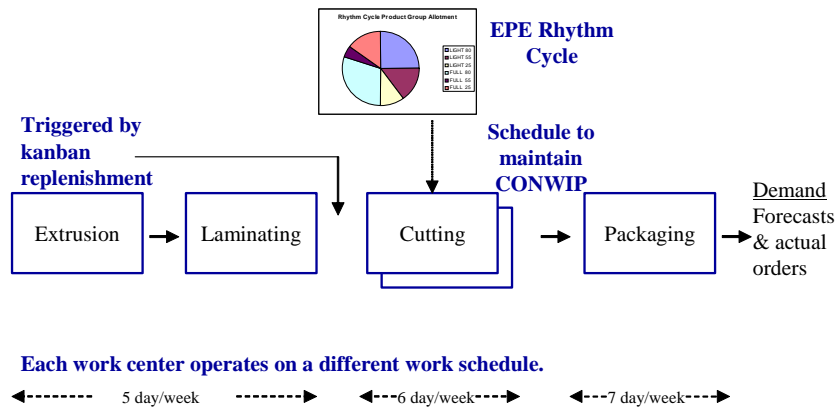 Rhythm Cycle Product Group Allotment
LIGHT 80
LIGHT 55
LIGHT 25
FULL 80
FULL 55
FULL 25
EPE Rhythm
Cycle
Triggered by
kanban
replenishment
Schedule to
maintain
CONWIP
Extrusion
Laminating
Cutting
Packaging
Demand
Forecasts
& actual
orders
Each work center operates on a different work schedule.
5 day/week
6 day/week
7 day/week